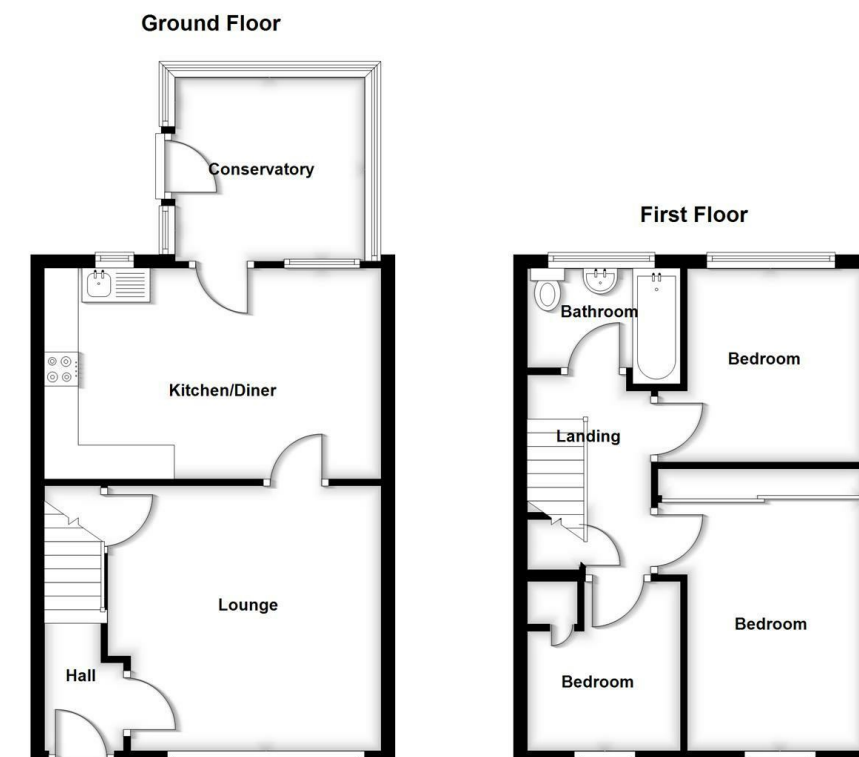 Ground Floor
Conservatory
Kitchen/Diner
Lounge
Hall
First Floor
Bathroom
Bedroom
Landing
Bedroom
Bedroom